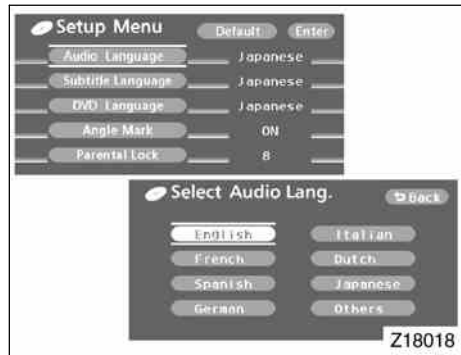 Setup Menu Default Enter
Audio Language Japanese
Subtitle Language Japanese
DVD Language Japanese
Angle Mark ON
Parental Lock 8
Select Audio Lang. Back
English Italian
French Dutch
Spanish Japanese
German Others
Z18018